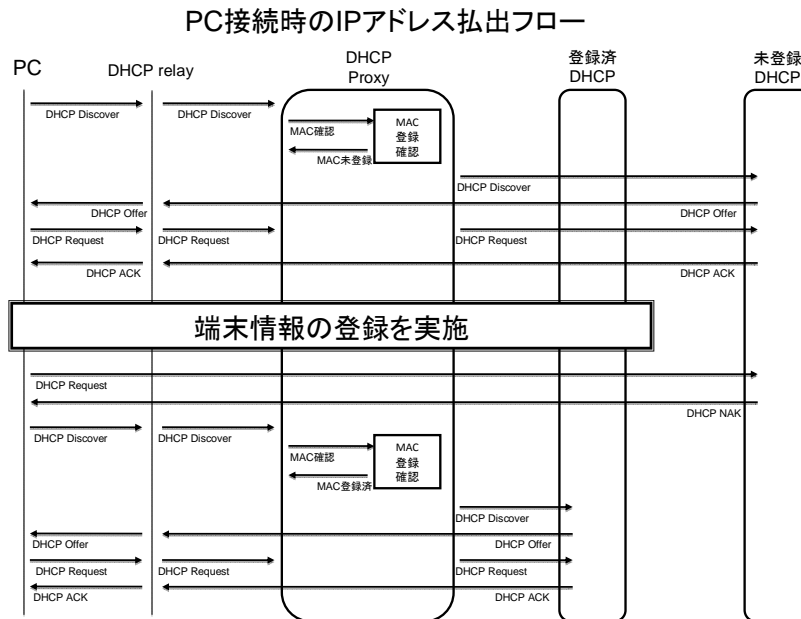 PC接続時のIPアドレス払出フロー
PC
DHCP relay
DHCP
Proxy
登録済
DHCP
未登録
DHCP
DHCP Discover
DHCP Discover
MAC確認
MAC
登録
確認
MAC未登録
DHCP Discover
DHCP Offer
DHCP Offer
DHCP Request
DHCP Request
DHCP Request
DHCP ACK
DHCP ACK
端末情報の登録を実施
DHCP Request
DHCP NAK
DHCP Discover
DHCP Discover
MAC確認
MAC
登録
確認
MAC登録済
DHCP Discover
DHCP Offer
DHCP Offer
DHCP Request
DHCP Request
DHCP Request
DHCP ACK
DHCP ACK